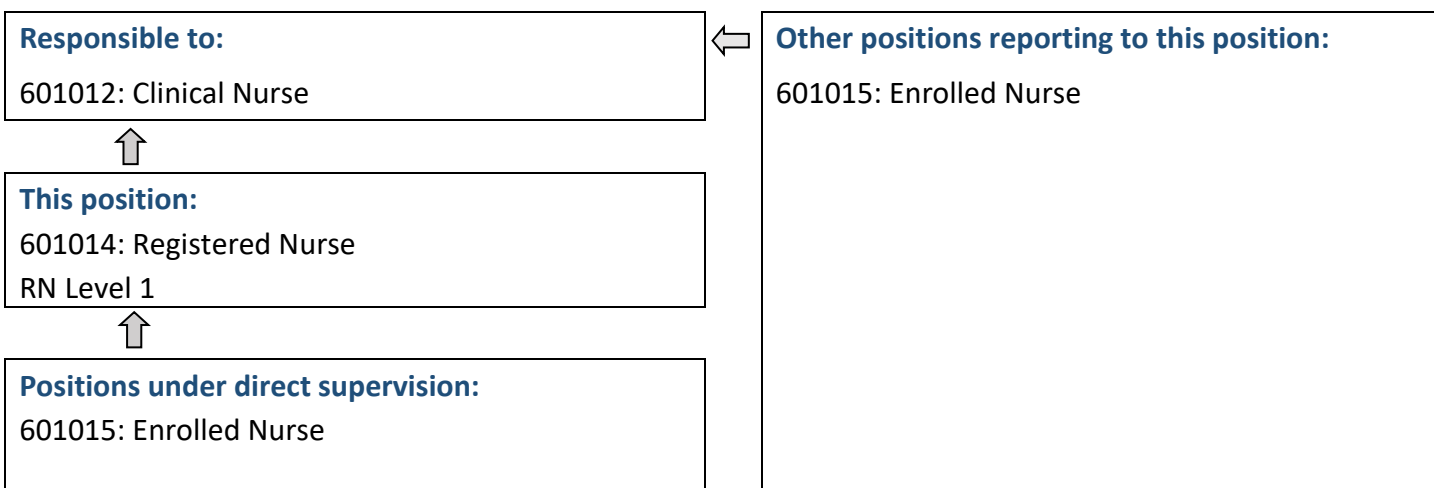 Responsible to:
601012: Clinical Nurse
This position:
601014: Registered Nurse
RN Level 1
Positions under direct supervision:
601015: Enrolled Nurse
Other positions reporting to this position:
601015: Enrolled Nurse